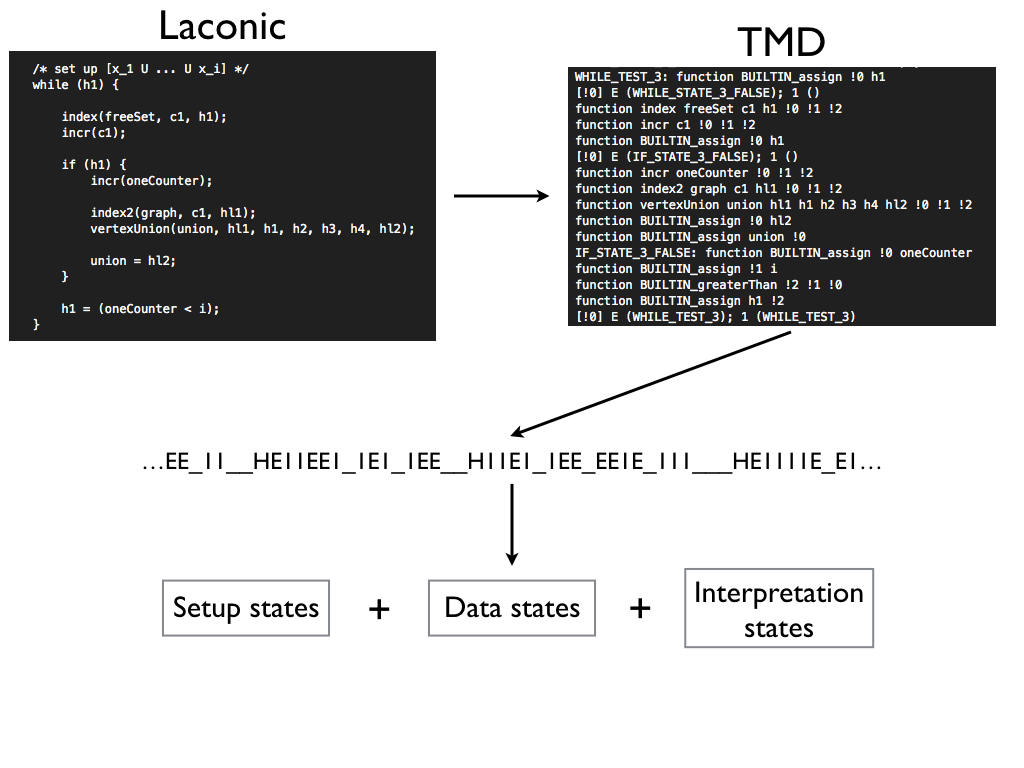 Laconic
/* set up [x_1 U ... U x_i] */
while (h1) {
index(freeSet, c1, h1);
incr(c1);
if (h1) {
incr(oneCounter);
index2(graph, c1, hl1);
vertexUnion(union, hl1, h1, h2, h3, h4, hl2);
union = hl2;
}
h1 = (oneCounter < i);
}
TMD
WHILE_TEST_3: function BUILTIN_assign !0 h1
[!0] E (WHILE_STATE_3_FALSE); 1 ()
function index freeSet c1 h1 !0 !1 !2
function incr c1 !0 !1 !2
function BUILTIN_assign !0 h1
[!0] E (IF_STATE_3_FALSE); 1 ()
function incr oneCounter !0 !1 !2
function index2 graph c1 hl1 !0 !1 !2
function vertexUnion union hl1 h1 h2 h3 h4 hl2 !0 !1 !2
function BUILTIN_assign !0 hl2
function BUILTIN_assign union !0
IF_STATE_3_FALSE: function BUILTIN_assign !0 oneCounter
function BUILTIN_assign !1 i
function BUILTIN_greaterThan !2 !1 !0
function BUILTIN_assign h1 !2
[!0] E (WHILE_TEST_3); 1 (WHILE_TEST_3)
…EE_11__HE11EE1_1E1_1EE__H11E1_1EE_EE1E_111___HE1111E_E1…
Setup states + Data states + Interpretation
states